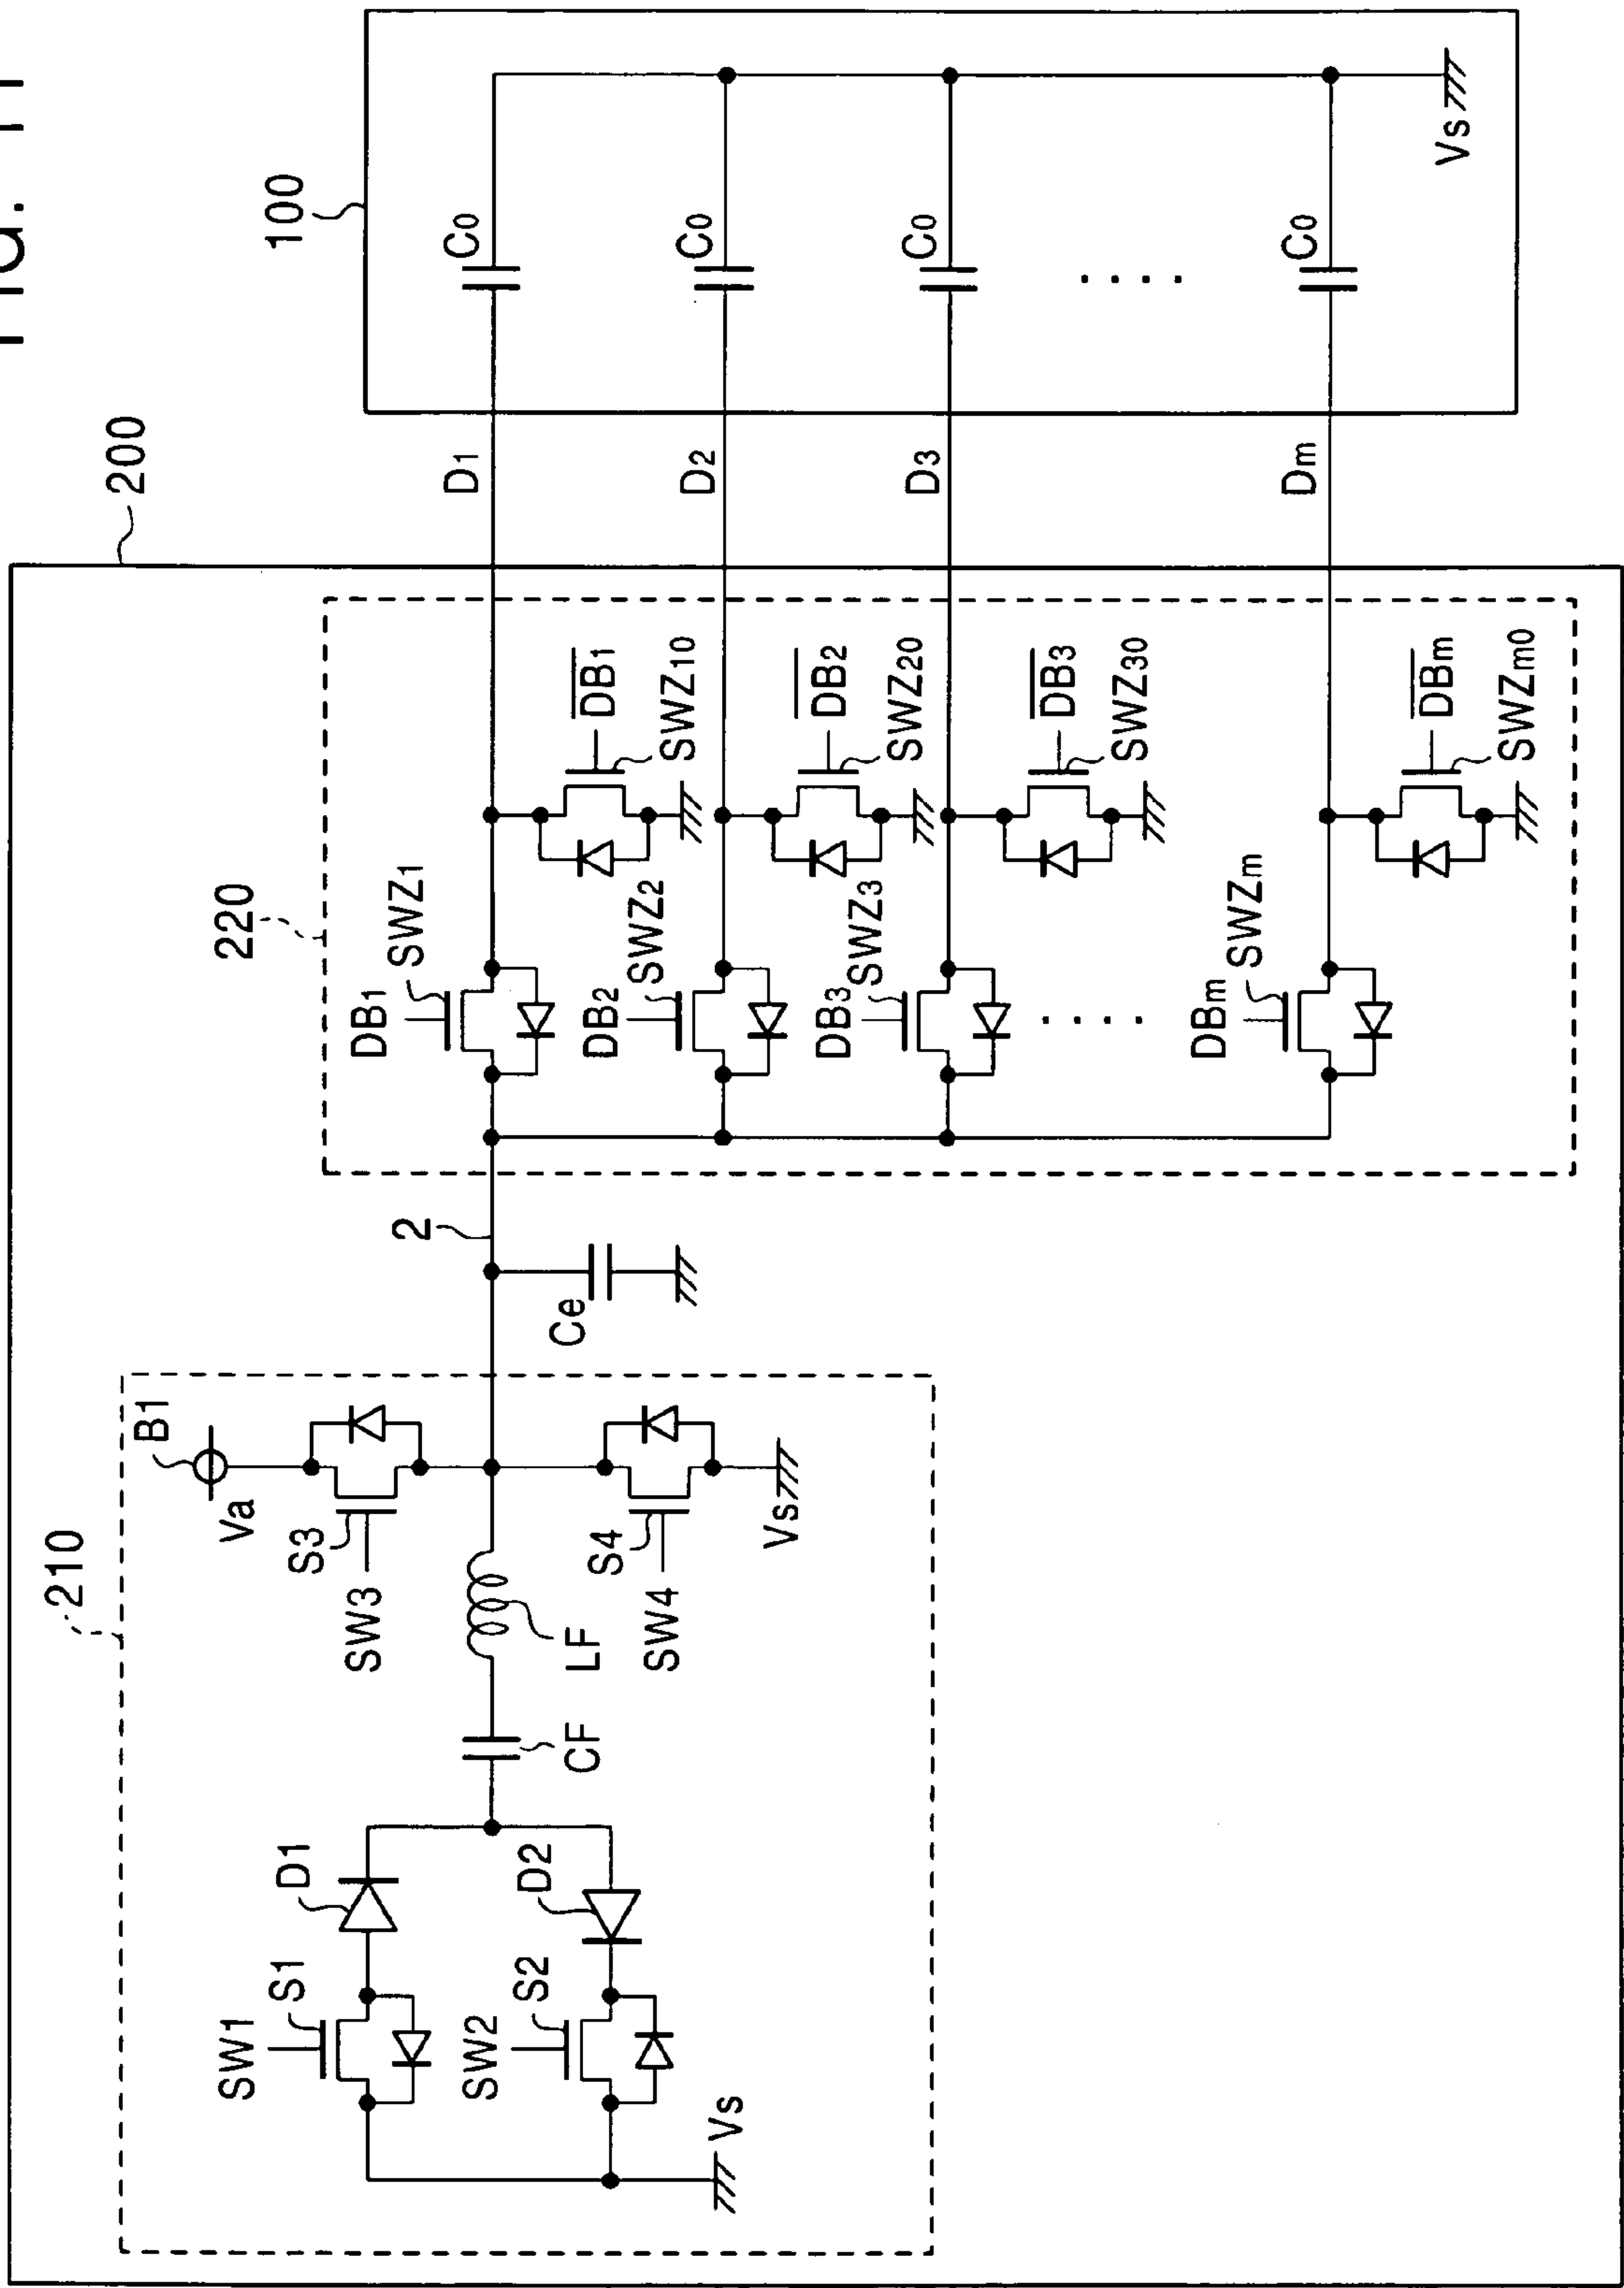 FIG. 11
200
100
210
220
B1
Va
S3
SW3
S4
SW4
Vs
SW1
S1
D1
SW2
S2
D2
CF
LF
Vs
Ce
2
DB1
SWZ1
D1
C0
DB1
SWZ10
DB2
SWZ2
D2
C0
DB2
SWZ20
DB3
SWZ3
D3
C0
DB3
SWZ30
. . . .
. . . .
DBm
SWZm
Dm
C0
DBm
SWZm0
Vs